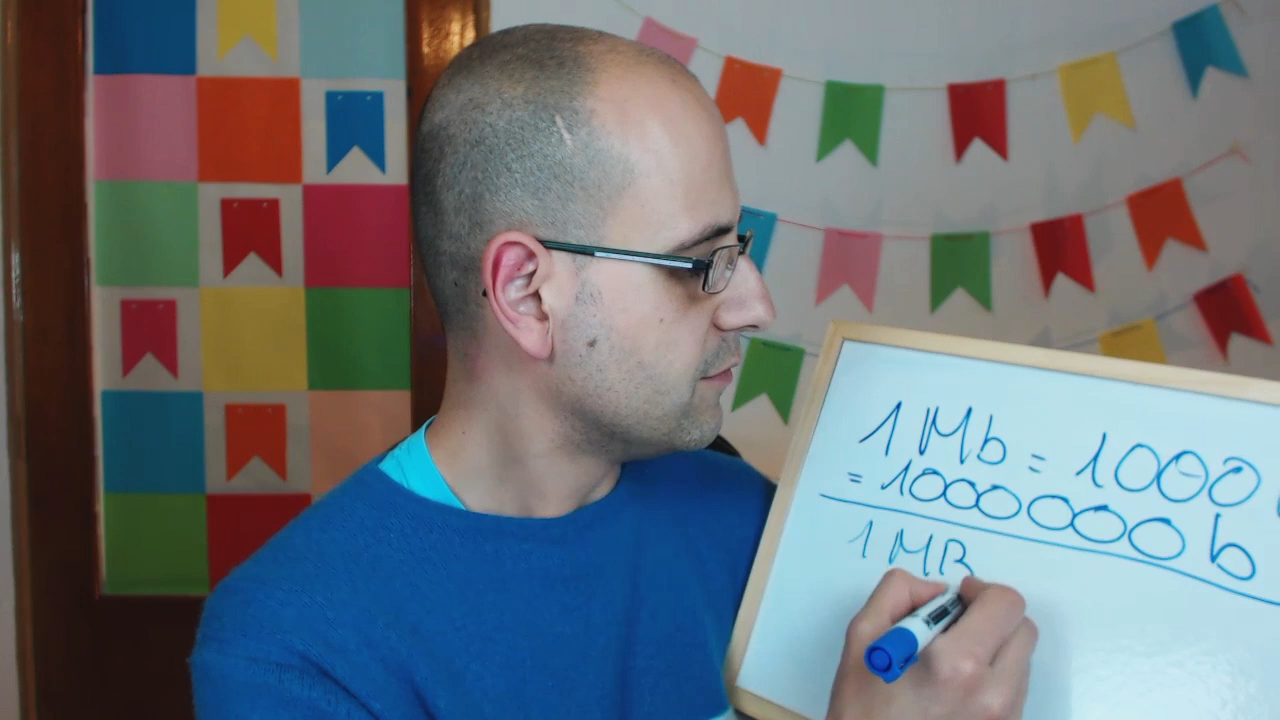 1 Mb = 1000
= 1000000 b
1 MB